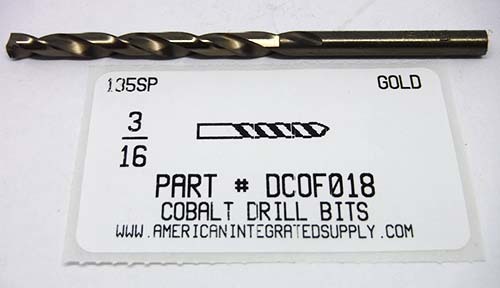 135SP GOLD
3
16
PART # DCOF018
COBALT DRILL BITS
WWW.AMERICANINTEGRATEDSUPPLY.COM